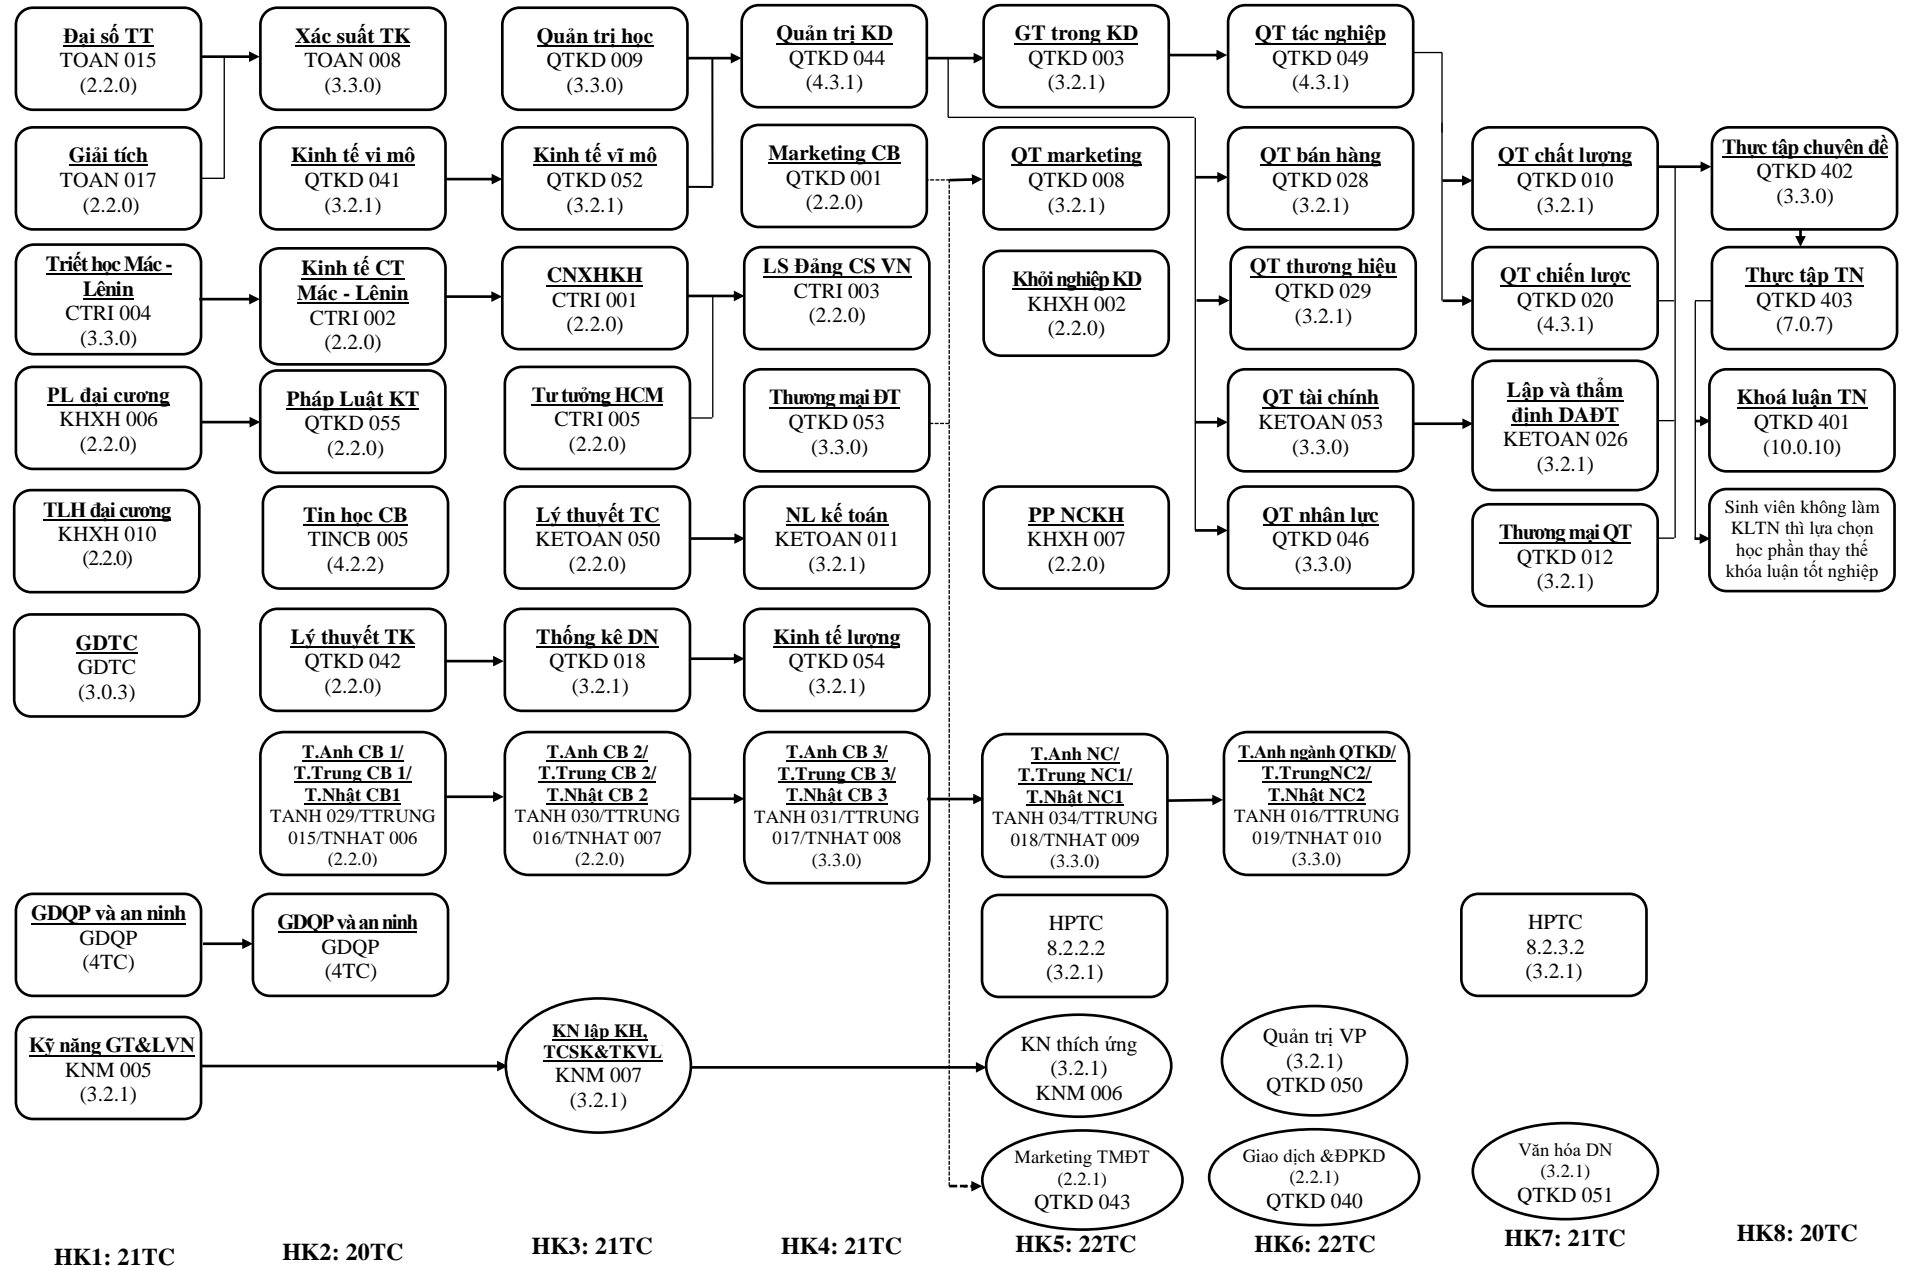 Đại số TT
TOAN 015
(2.2.0)
Xác suất TK
TOAN 008
(3.3.0)
Quản trị học
QTKD 009
(3.3.0)
Quản trị KD
QTKD 044
(4.3.1)
GT trong KD
QTKD 003
(3.2.1)
QT tác nghiệp
QTKD 049
(4.3.1)
Giải tích
TOAN 017
(2.2.0)
Kinh tế vi mô
QTKD 041
(3.2.1)
Kinh tế vĩ mô
QTKD 052
(3.2.1)
Marketing CB
QTKD 001
(2.2.0)
QT marketing
QTKD 008
(3.2.1)
QT bán hàng
QTKD 028
(3.2.1)
QT chất lượng
QTKD 010
(3.2.1)
Thực tập chuyên đề
QTKD 402
(3.3.0)
Triết học Mác -
Lênin
CTRI 004
(3.3.0)
Kinh tế CT
Mác - Lênin
CTRI 002
(2.2.0)
CNXHKH
CTRI 001
(2.2.0)
LS Đảng CS VN
CTRI 003
(2.2.0)
Khởi nghiệp KD
KHXH 002
(2.2.0)
QT thương hiệu
QTKD 029
(3.2.1)
QT chiến lược
QTKD 020
(4.3.1)
Thực tập TN
QTKD 403
(7.0.7)
PL đại cương
KHXH 006
(2.2.0)
Pháp Luật KT
QTKD 055
(2.2.0)
Tư tưởng HCM
CTRI 005
(2.2.0)
Thương mại ĐT
QTKD 053
(3.3.0)
QT tài chính
KETOAN 053
(3.3.0)
Lập và thẩm
định DAĐT
KETOAN 026
(3.2.1)
Khoá luận TN
QTKD 401
(10.0.10)
TLH đại cương
KHXH 010
(2.2.0)
Tin học CB
TINCB 005
(4.2.2)
Lý thuyết TC
KETOAN 050
(2.2.0)
NL kế toán
KETOAN 011
(3.2.1)
PP NCKH
KHXH 007
(2.2.0)
QT nhân lực
QTKD 046
(3.3.0)
Thương mại QT
QTKD 012
(3.2.1)
Sinh viên không làm
KLTN thì lựa chọn
học phần thay thế
khóa luận tốt nghiệp
GDTC
GDTC
(3.0.3)
Lý thuyết TK
QTKD 042
(2.2.0)
Thống kê DN
QTKD 018
(3.2.1)
Kinh tế lượng
QTKD 054
(3.2.1)
T.Anh CB 1/
T.Trung CB 1/
T.Nhật CB1
TANH 029/TTRUNG
015/TNHAT 006
(2.2.0)
T.Anh CB 2/
T.Trung CB 2/
T.Nhật CB 2
TANH 030/TTRUNG
016/TNHAT 007
(2.2.0)
T.Anh CB 3/
T.Trung CB 3/
T.Nhật CB 3
TANH 031/TTRUNG
017/TNHAT 008
(3.3.0)
T.Anh NC/
T.Trung NC1/
T.Nhật NC1
TANH 034/TTRUNG
018/TNHAT 009
(3.3.0)
T.Anh ngành QTKD/
T.TrungNC2/
T.Nhật NC2
TANH 016/TTRUNG
019/TNHAT 010
(3.3.0)
GDQP và an ninh
GDQP
(4TC)
GDQP và an ninh
GDQP
(4TC)
HPTC
8.2.2.2
(3.2.1)
HPTC
8.2.3.2
(3.2.1)
Kỹ năng GT&LVN
KNM 005
(3.2.1)
KN lập KH,
TCSK&TKVL
KNM 007
(3.2.1)
KN thích ứng
(3.2.1)
KNM 006
Quản trị VP
(3.2.1)
QTKD 050
Marketing TMĐT
(2.2.1)
QTKD 043
Giao dịch &ĐPKD
(2.2.1)
QTKD 040
Văn hóa DN
(3.2.1)
QTKD 051
HK1: 21TC
HK2: 20TC
HK3: 21TC
HK4: 21TC
HK5: 22TC
HK6: 22TC
HK7: 21TC
HK8: 20TC